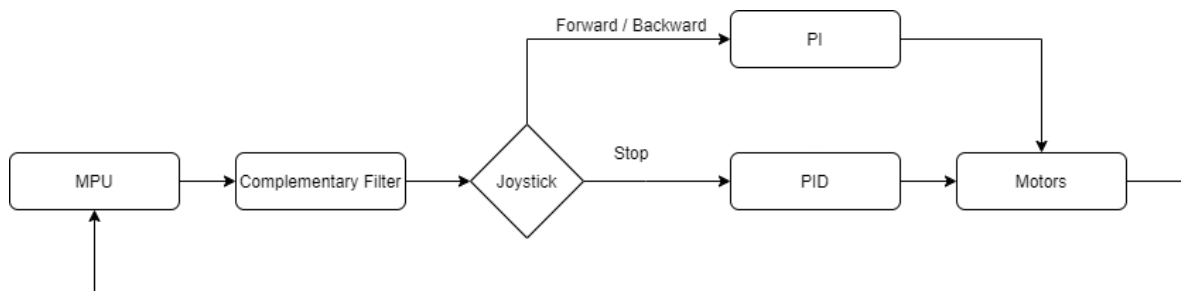 Forward / Backward
PI
MPU
Complementary Filter
Joystick
Stop
PID
Motors